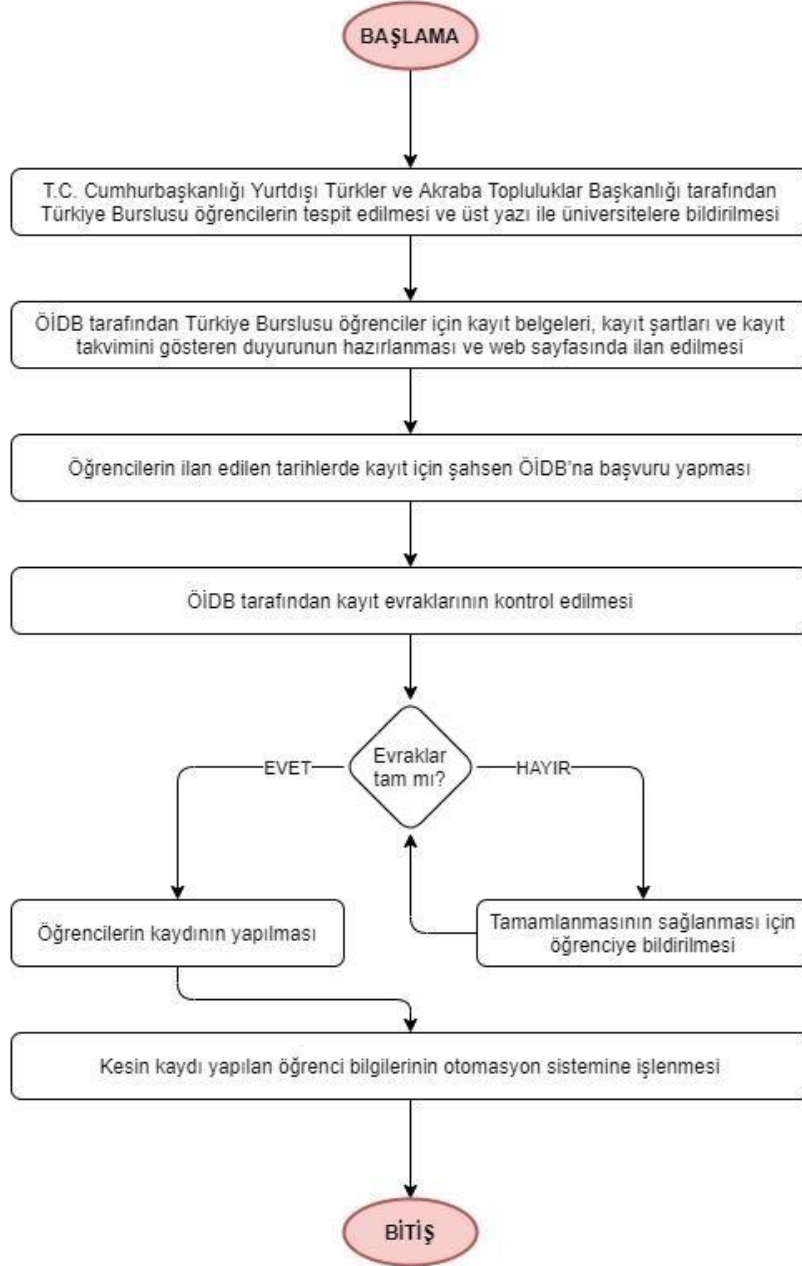 BAŞLAMA
T.C. Cumhurbaşkanlığı Yurtdışı Türkler ve Akraba Topluluklar Başkanlığı tarafından
Türkiye Burslusu öğrencilerin tespit edilmesi ve üst yazı ile üniversitelere bildirilmesi
ÖİDB tarafından Türkiye Burslusu öğrenciler için kayıt belgeleri, kayıt şartları ve kayıt
takvimini gösteren duyurunun hazırlanması ve web sayfasında ilan edilmesi
Öğrencilerin ilan edilen tarihlerde kayıt için şahsen ÖİDB'na başvuru yapması
ÖİDB tarafından kayıt evraklarının kontrol edilmesi
Evraklar
tam mı?
EVET
HAYIR
Öğrencilerin kaydının yapılması
Tamamlanmasının sağlanması için
öğrenciye bildirilmesi
Kesin kaydı yapılan öğrenci bilgilerinin otomasyon sistemine işlenmesi
BİTİŞ